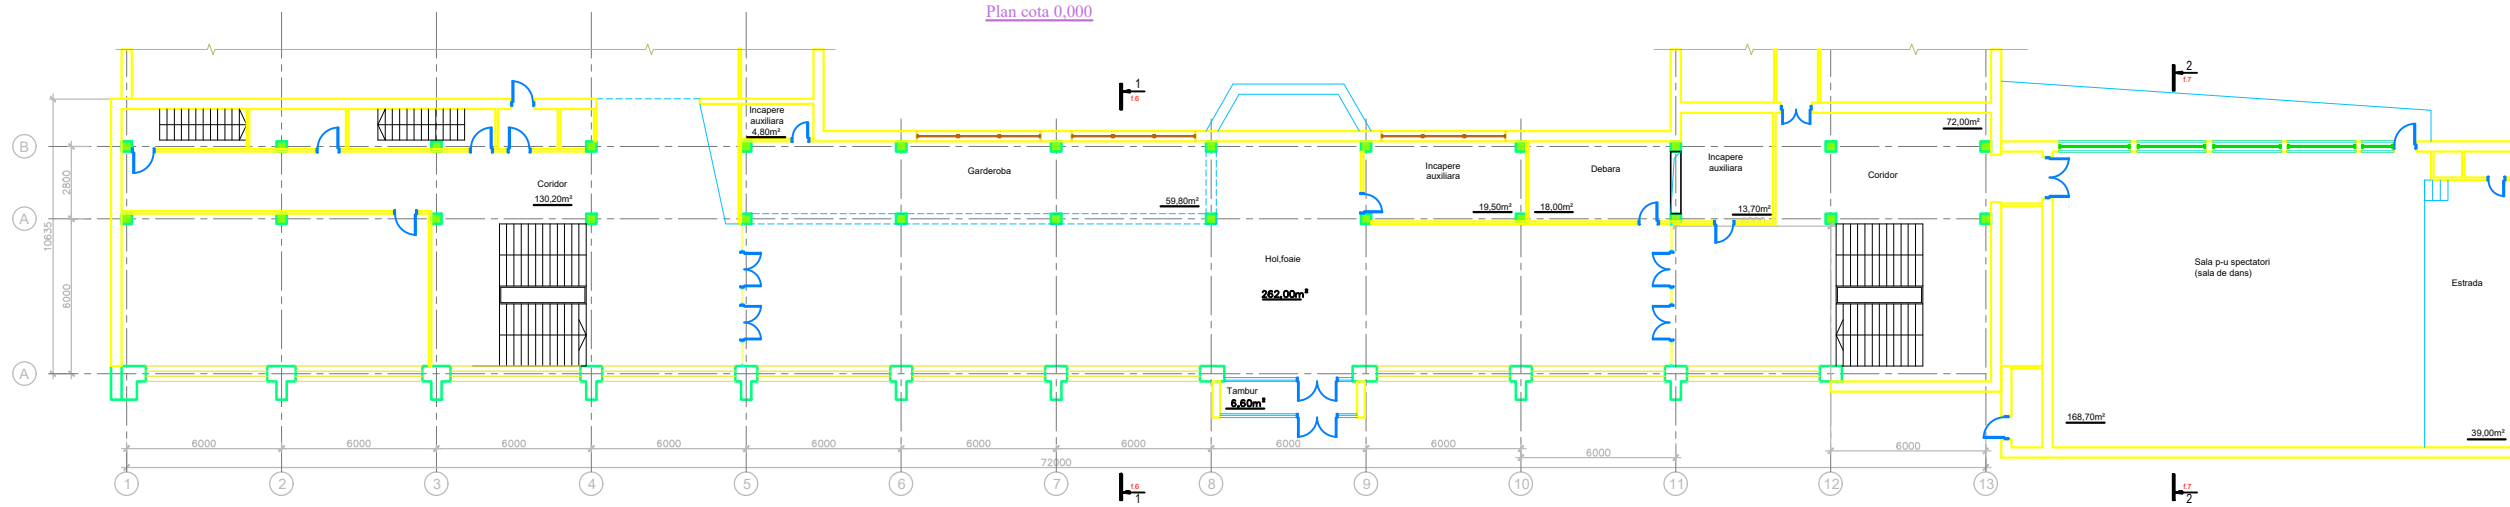 Plan cota 0,000
1
f.6
2
f.7
Incapere
auxiliara
4,80m²
72,00m²
B
Garderoba
Incapere
auxiliara
Debara
Incapere
auxiliara
Coridor
Coridor
130,20m²
59,80m²
19,50m²
18,00m²
13,70m²
2800
A
10635
6000
Hol,foaie
262,00m²
Sala p-u spectatori
(sala de dans)
Estrada
A
Tambur
6,60m²
168,70m²
39,00m²
6000
6000
6000
6000
6000
6000
6000
6000
6000
6000
6000
72000
1
2
3
4
5
6
7
8
9
10
11
12
13
f.6
1
f.7
2